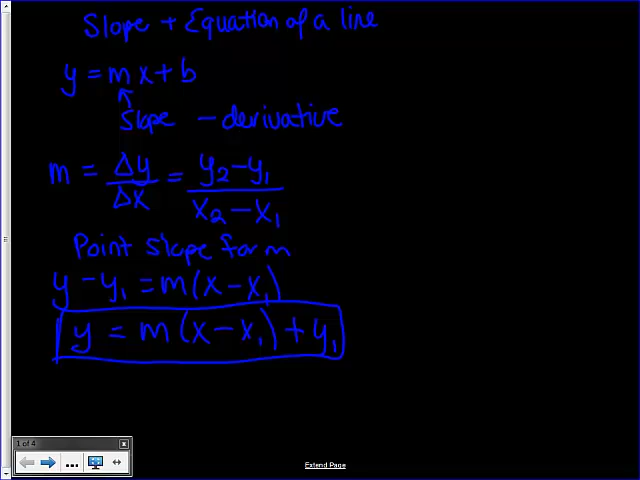 Slope + Equation of a line
y = mx + b
Slope - derivative
m = Δy/Δx = y₂ - y₁/x₂ - x₁
Point slope form
y - y₁ = m(x - x₁)
y = m(x - x₁) + y₁
1 of 4
Extend Page